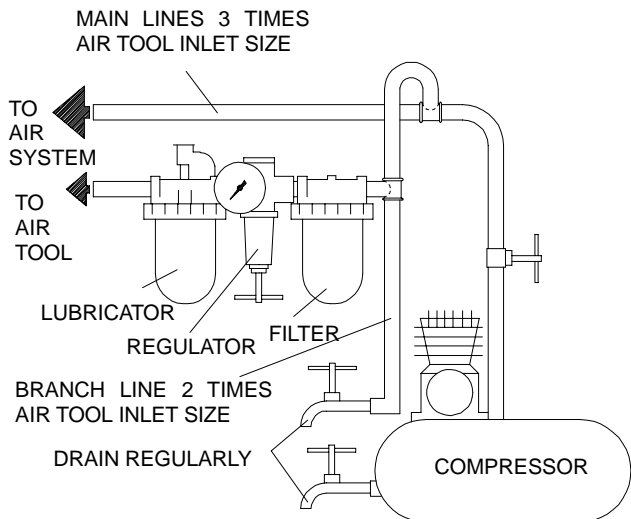 MAIN LINES 3 TIMES
AIR TOOL INLET SIZE
TO
AIR
SYSTEM
TO
AIR
TOOL
LUBRICATOR
REGULATOR
FILTER
BRANCH LINE 2 TIMES
AIR TOOL INLET SIZE
DRAIN REGULARLY
COMPRESSOR